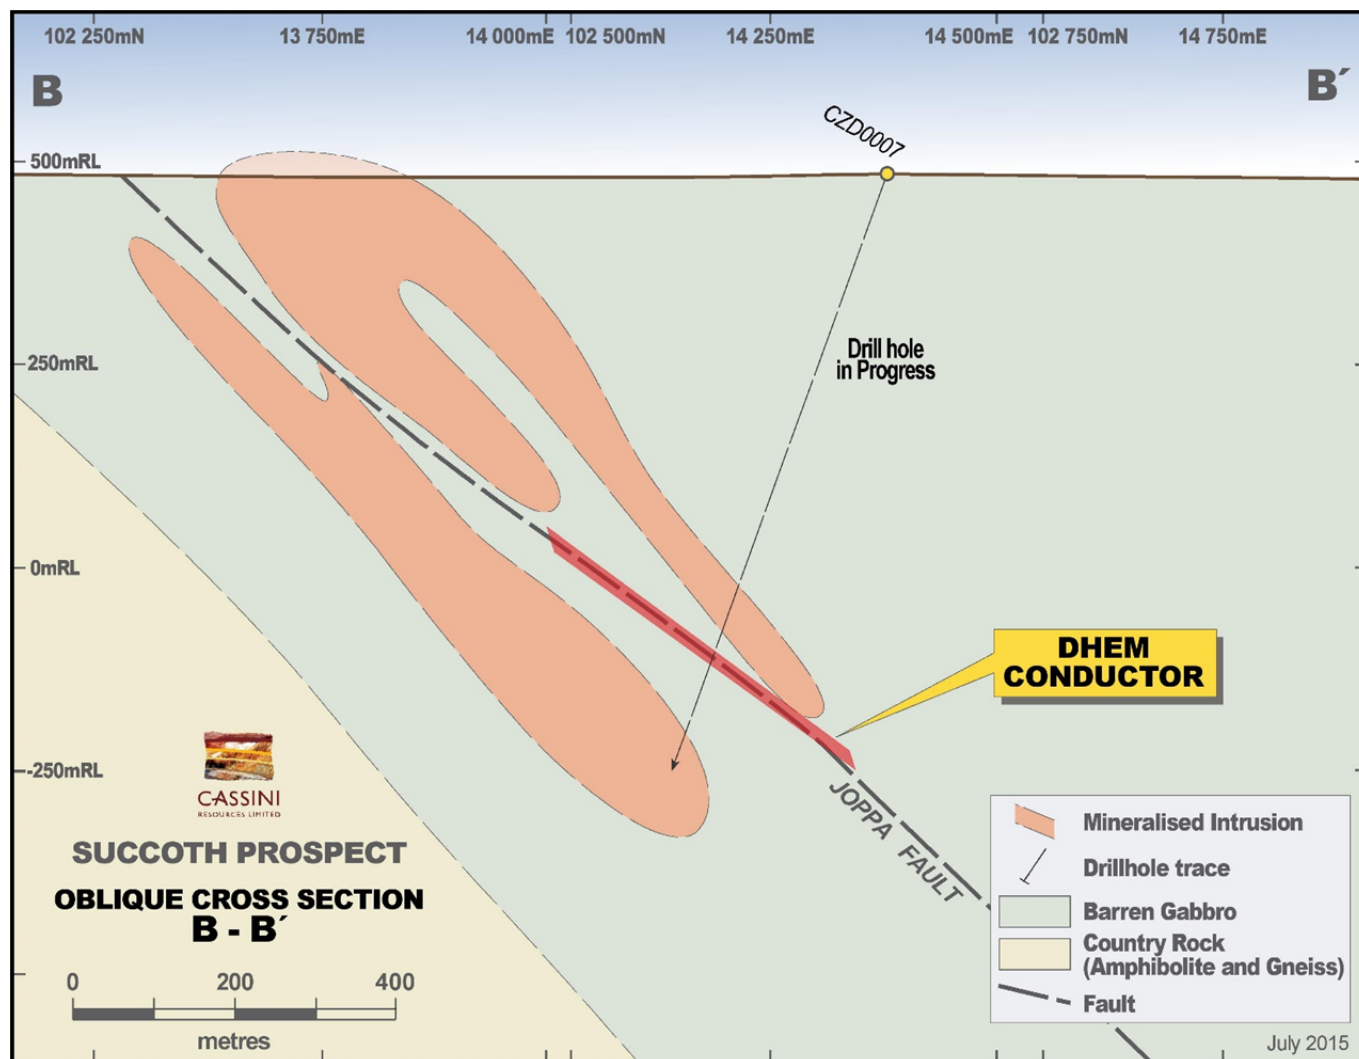 102 250mN 13 750mE 14 000mE 102 500mN 14 250mE 14 500mE 102 750mN 14 750mE
B B´
CZD0007
500mRL
Drill hole
in Progress
250mRL
0mRL
DHEM
CONDUCTOR
-250mRL
JOPPA FAULT
CASSINI
RESOURCES LIMITED
SUCCOTH PROSPECT
OBLIQUE CROSS SECTION
B - B´
0 200 400
metres
Mineralised Intrusion
Drillhole trace
Barren Gabbro
Country Rock
(Amphibolite and Gneiss)
Fault
July 2015